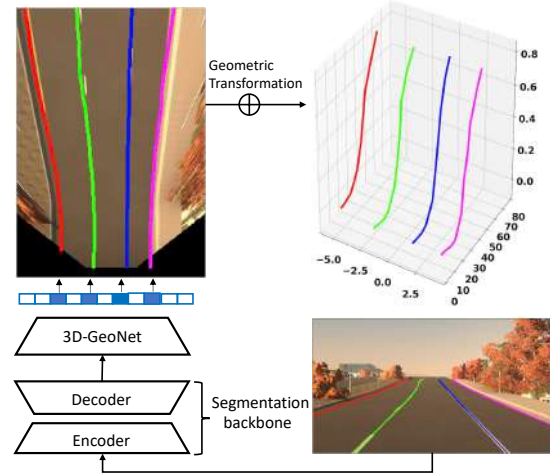 Geometric
Transformation
0.8
0.6
0.4
0.2
0.0
80
70
60
50
40
30
20
10
0
-5.0
-2.5
0.0
2.5
3D-GeoNet
Decoder
Encoder
Segmentation
backbone